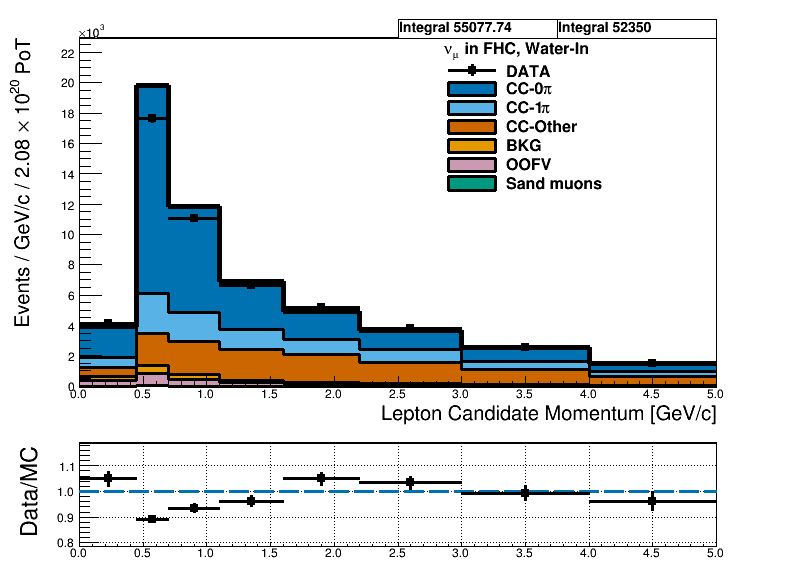 Integral 55077.74 Integral 52350
×10³
ν_μ in FHC, Water-In
DATA
CC-0π
CC-1π
CC-Other
BKG
OOFV
Sand muons
Events / GeV/c / 2.08 × 10²⁰ PoT
22
20
18
16
14
12
10
8
6
4
2
0
0.0 0.5 1.0 1.5 2.0 2.5 3.0 3.5 4.0 4.5 5.0
Lepton Candidate Momentum [GeV/c]
Data/MC
1.1
1.0
0.9
0.8
0.0 0.5 1.0 1.5 2.0 2.5 3.0 3.5 4.0 4.5 5.0